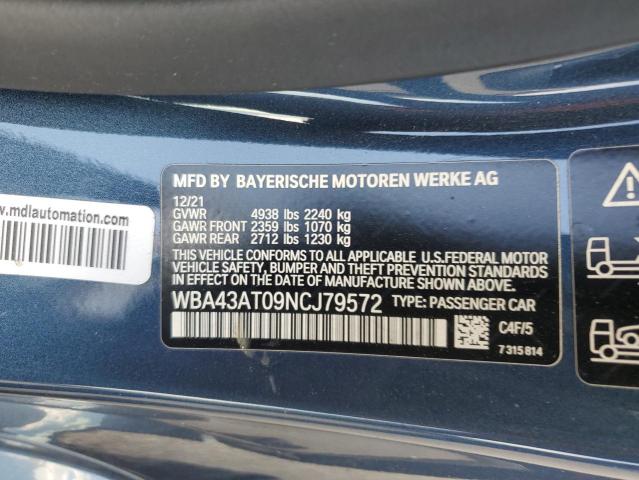 MFD BY BAYERISCHE MOTOREN WERKE AG
12/21
GVWR 4938 lbs 2240 kg
GAWR FRONT 2359 lbs 1070 kg
GAWR REAR 2712 lbs 1230 kg
THIS VEHICLE CONFORMS TO ALL APPLICABLE U.S.FEDERAL MOTOR
VEHICLE SAFETY, BUMPER AND THEFT PREVENTION STANDARDS
IN EFFECT ON THE DATE OF MANUFACTURE SHOWN ABOVE.
WBA43AT09NCJ79572 TYPE: PASSENGER CAR
C4F/5
7 315 814
w.mdlautomation.com